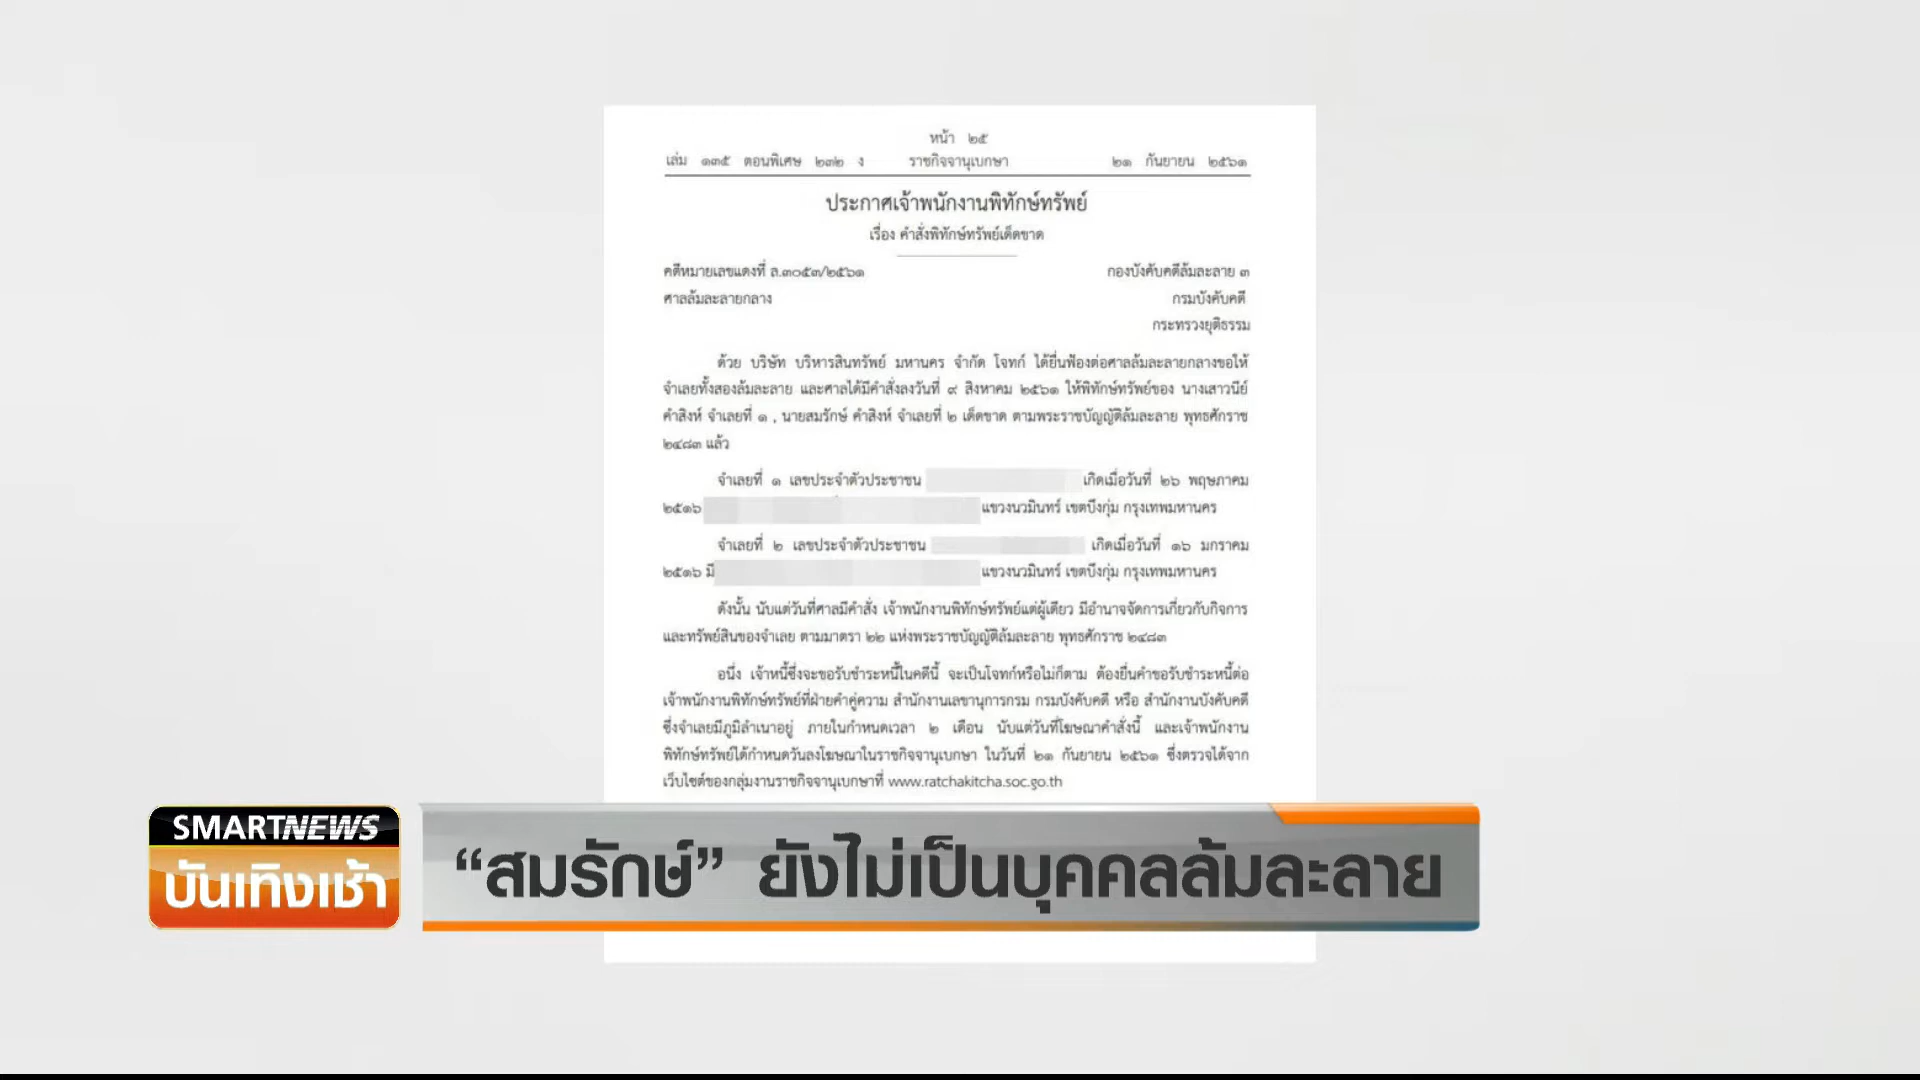 หน้า ๒๕
เล่ม ๑๓๕ ตอนพิเศษ ๒๓๒ ง ราชกิจจานุเบกษา ๒๑ กันยายน ๒๕๖๑
ประกาศเจ้าพนักงานพิทักษ์ทรัพย์
เรื่อง คำสั่งพิทักษ์ทรัพย์เด็ดขาด
คดีหมายเลขแดงที่ ล.๓๐๕๓/๒๕๖๑ กองบังคับคดีล้มละลาย ๓
ศาลล้มละลายกลาง กรมบังคับคดี
กระทรวงยุติธรรม
ด้วย บริษัท บริหารสินทรัพย์ มหานคร จำกัด โจทก์ ได้ยื่นฟ้องต่อศาลล้มละลายกลางขอให้
จำเลยทั้งสองล้มละลาย และศาลได้มีคำสั่งลงวันที่ ๙ สิงหาคม ๒๕๖๑ ให้พิทักษ์ทรัพย์ของ นางเสาวนีย์
คำสิงห์ จำเลยที่ ๑ , นายสมรักษ์ คำสิงห์ จำเลยที่ ๒ เด็ดขาด ตามพระราชบัญญัติล้มละลาย พุทธศักราช
๒๔๘๓ แล้ว
จำเลยที่ ๑ เลขประจำตัวประชาชน เกิดเมื่อวันที่ ๒๖ พฤษภาคม
๒๕๑๖ แขวงนวมินทร์ เขตบึงกุ่ม กรุงเทพมหานคร
จำเลยที่ ๒ เลขประจำตัวประชาชน เกิดเมื่อวันที่ ๑๖ มกราคม
๒๕๑๖ มี แขวงนวมินทร์ เขตบึงกุ่ม กรุงเทพมหานคร
ดังนั้น นับแต่วันที่ศาลมีคำสั่ง เจ้าพนักงานพิทักษ์ทรัพย์แต่ผู้เดียว มีอำนาจจัดการเกี่ยวกับกิจการ
และทรัพย์สินของจำเลย ตามมาตรา ๒๒ แห่งพระราชบัญญัติล้มละลาย พุทธศักราช ๒๔๘๓
อนึ่ง เจ้าหนี้ซึ่งจะขอรับชำระหนี้ในคดีนี้ จะเป็นโจทก์หรือไม่ก็ตาม ต้องยื่นคำขอรับชำระหนี้ต่อ
เจ้าพนักงานพิทักษ์ทรัพย์ที่ฝ่ายคำคู่ความ สำนักงานเลขานุการกรม กรมบังคับคดี หรือ สำนักงานบังคับคดี
ซึ่งจำเลยมีภูมิลำเนาอยู่ ภายในกำหนดเวลา ๒ เดือน นับแต่วันที่โฆษณาคำสั่งนี้ และเจ้าพนักงาน
พิทักษ์ทรัพย์ได้กำหนดวันลงโฆษณาในราชกิจจานุเบกษา ในวันที่ ๒๑ กันยายน ๒๕๖๑ ซึ่งตรวจได้จาก
เว็บไซต์ของกลุ่มงานราชกิจจานุเบกษาที่ www.ratchakitcha.soc.go.th
SMARTNEWS
บันเทิงเช้า
“สมรักษ์” ยังไม่เป็นบุคคลล้มละลาย